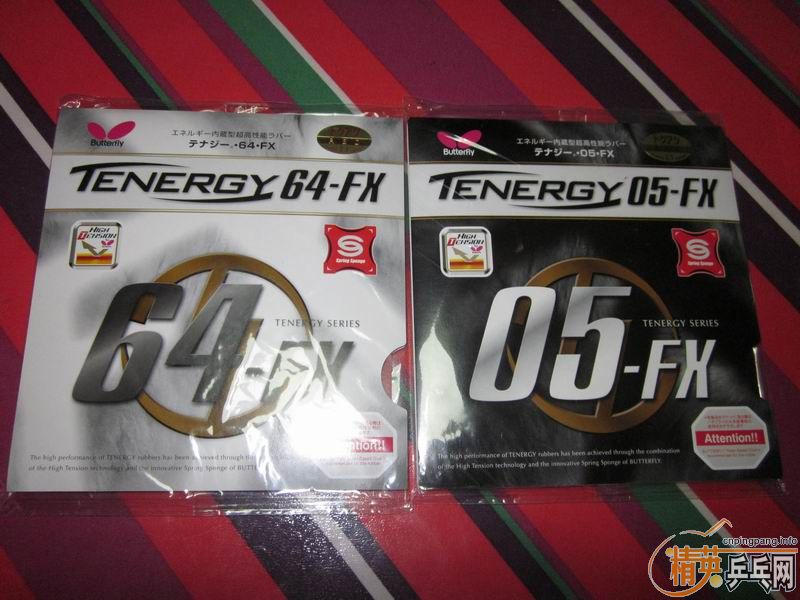 Butterfly
エネルギー内蔵型超高性能ラバー
テナジー・64・FX
TENERGY 64-FX
HIGH TENSION
Spring Sponge
64-FX
TENERGY SERIES
Attention!!
The high performance of TENERGY rubbers has been achieved through the
of the High Tension technology and the innovative Spring Sponge of BUTTERFLY.
Butterfly
エネルギー内蔵型超高性能ラバー
テナジー・05・FX
TENERGY 05-FX
HIGH TENSION
Spring Sponge
TENERGY SERIES
05-FX
Attention!!
The high performance of TENERGY rubbers has been achieved through the combination
of the High Tension technology and the innovative Spring Sponge of BUTTERFLY.
cnpingpang.info
精英乒乓网